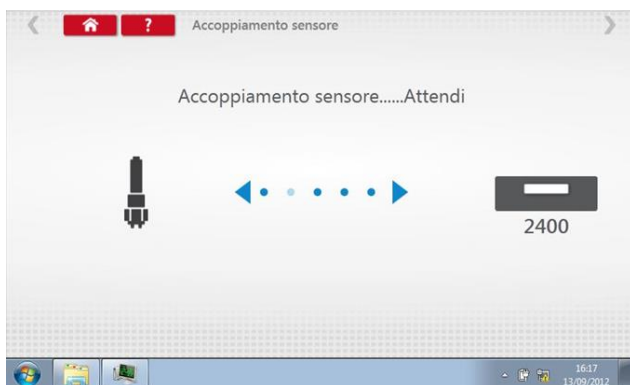 ?
Accoppiamento sensore
Accoppiamento sensore......Attendi
2400
16:17
13/09/2012